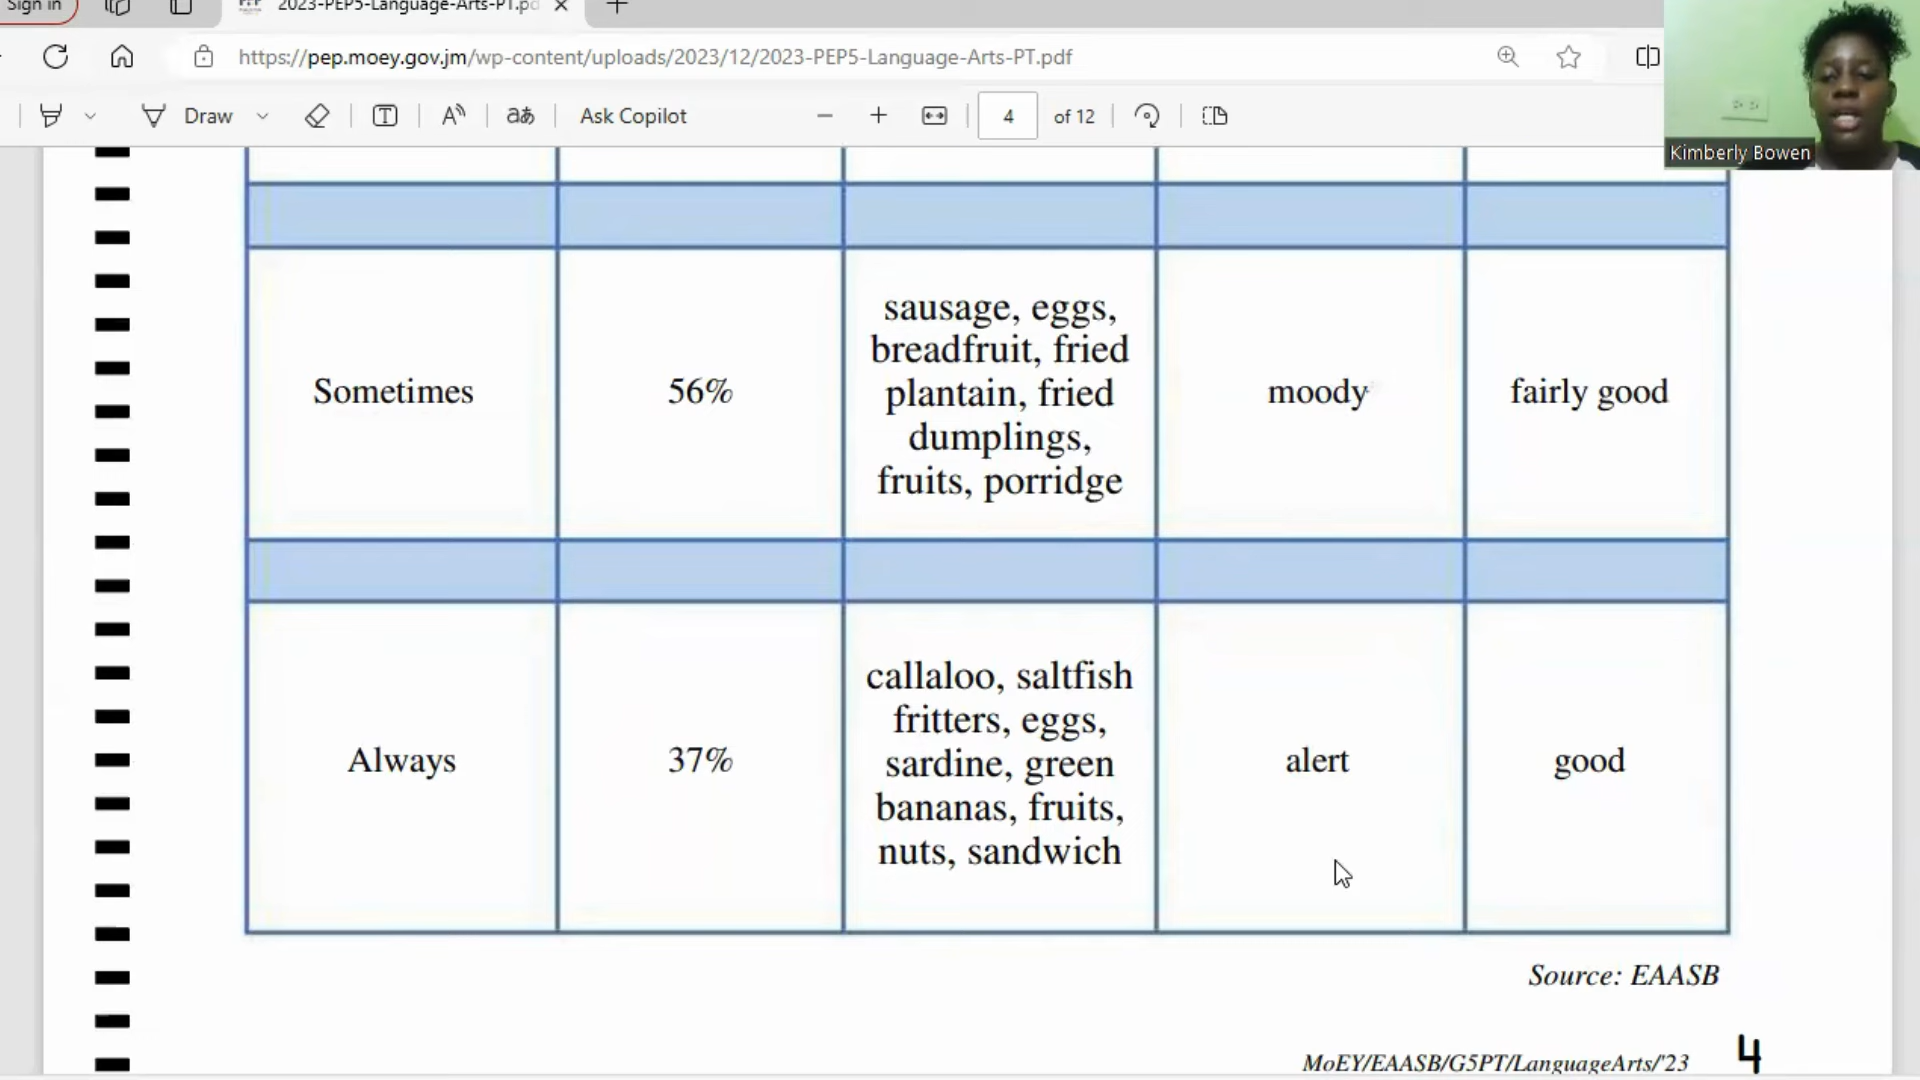 Sign in
2023-PEP5-Language-Arts-PT.pd
https://pep.moey.gov.jm/wp-content/uploads/2023/12/2023-PEP5-Language-Arts-PT.pdf
Draw
Ask Copilot
4 of 12
Kimberly Bowen
Sometimes
56%
sausage, eggs,
breadfruit, fried
plantain, fried
dumplings,
fruits, porridge
moody
fairly good
Always
37%
callaloo, saltfish
fritters, eggs,
sardine, green
bananas, fruits,
nuts, sandwich
alert
good
Source: EAASB
MoEY/EAASB/G5PT/LanguageArts/'23
4